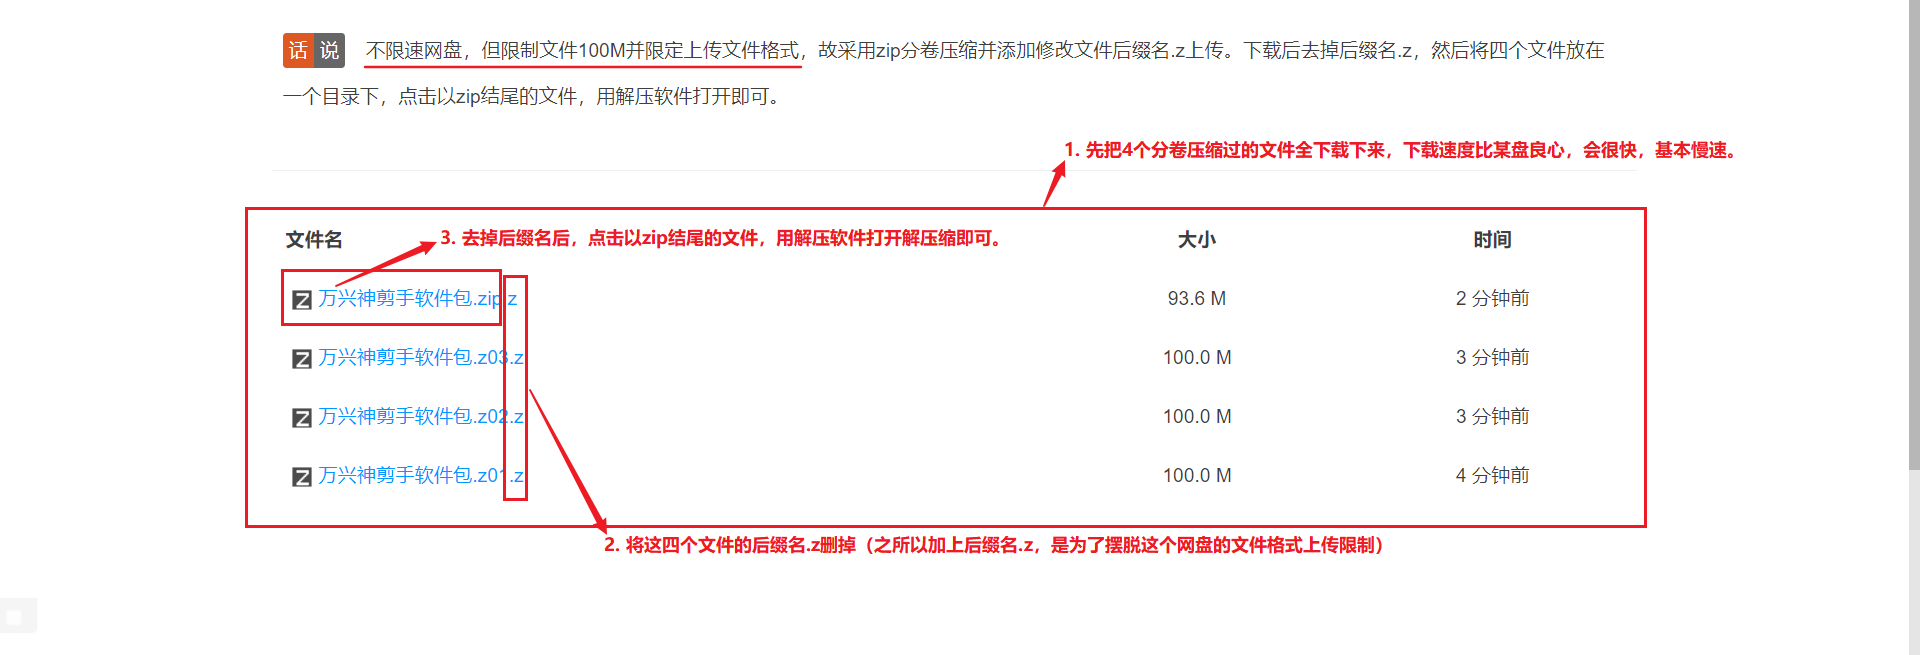 话说 不限速网盘，但限制文件100M并限定上传文件格式，故采用zip分卷压缩并添加修改文件后缀名.z上传。下载后去掉后缀名.z，然后将四个文件放在
一个目录下，点击以zip结尾的文件，用解压软件打开即可。
1. 先把4个分卷压缩过的文件全下载下来，下载速度比某盘良心，会很快，基本慢速。
文件名 3. 去掉后缀名后，点击以zip结尾的文件，用解压软件打开解压缩即可。 大小 时间
万兴神剪手软件包.zip.z 93.6 M 2 分钟前
万兴神剪手软件包.z03.z 100.0 M 3 分钟前
万兴神剪手软件包.z02.z 100.0 M 3 分钟前
万兴神剪手软件包.z01.z 100.0 M 4 分钟前
2. 将这四个文件的后缀名.z删掉（之所以加上后缀名.z，是为了摆脱这个网盘的文件格式上传限制）